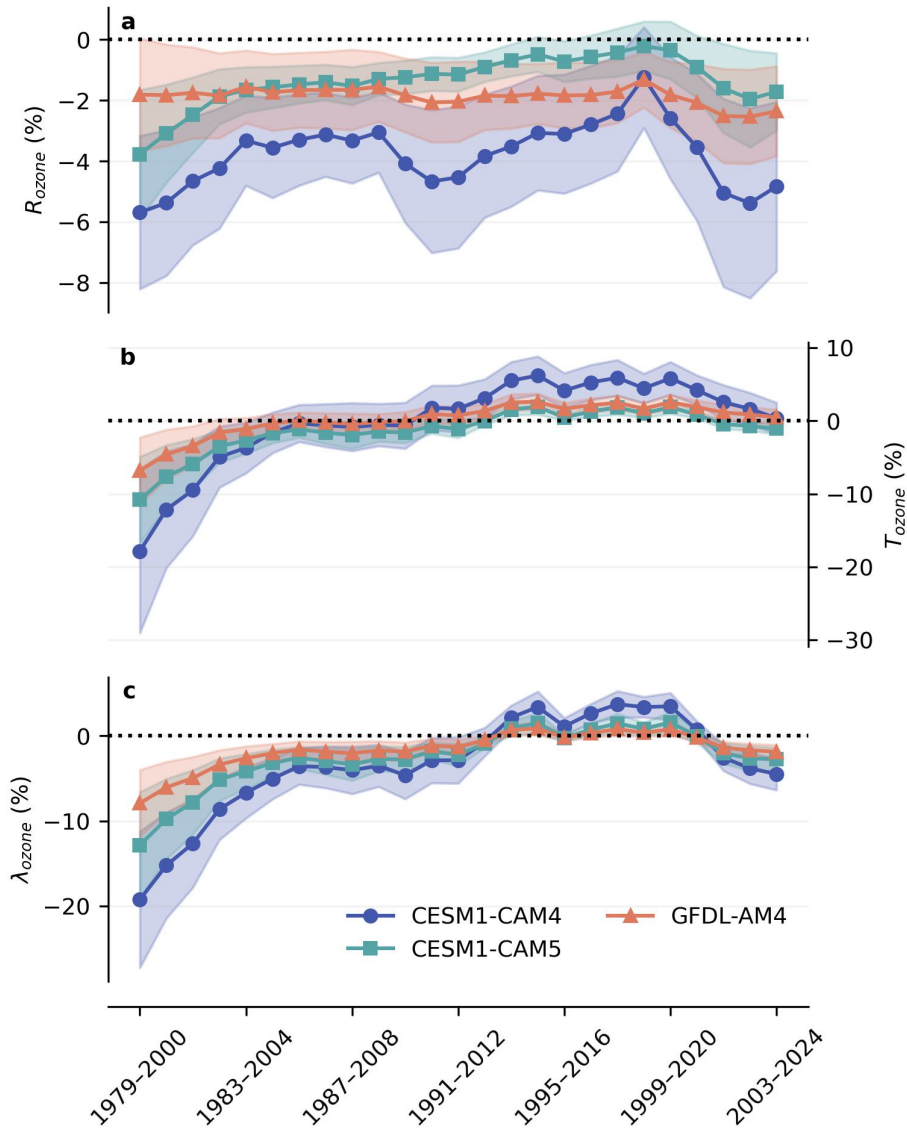 a
0
−2
−4
−6
−8
R_ozone (%)
b
10
0
−10
−20
−30
T_ozone (%)
c
0
−10
−20
λ_ozone (%)
CESM1-CAM4
GFDL-AM4
CESM1-CAM5
1979–2000
1983–2004
1987–2008
1991–2012
1995–2016
1999–2020
2003–2024